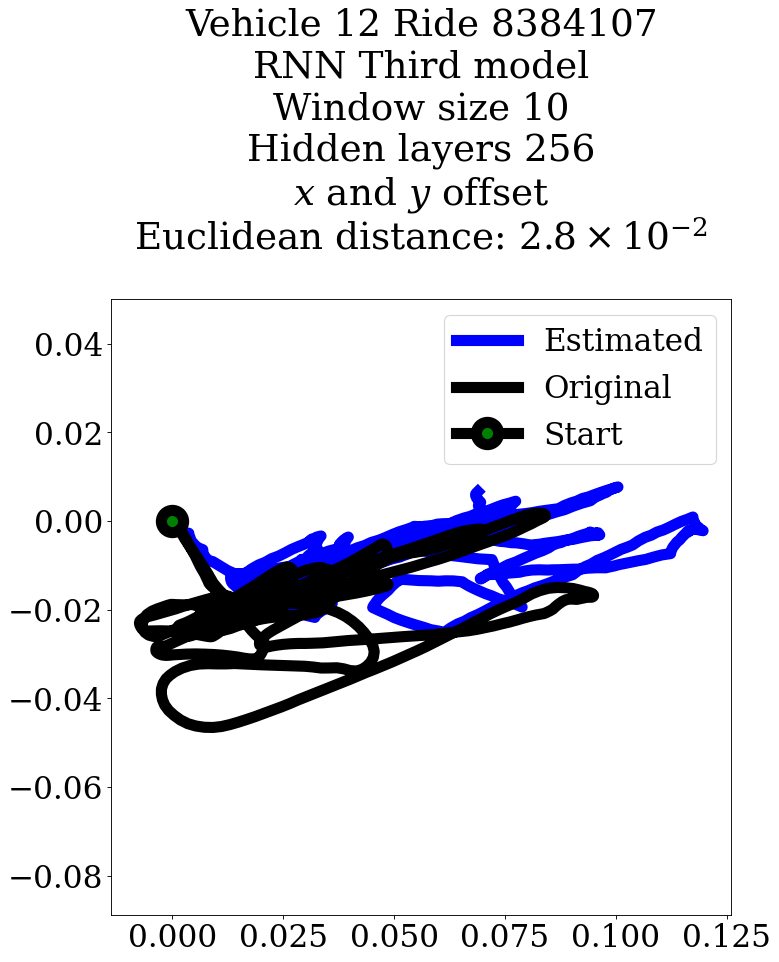 Vehicle 12 Ride 8384107
RNN Third model
Window size 10
Hidden layers 256
x and y offset
Euclidean distance: 2.8 × 10⁻²
Estimated
Original
Start
0.04
0.02
0.00
−0.02
−0.04
−0.06
−0.08
0.000 0.025 0.050 0.075 0.100 0.125